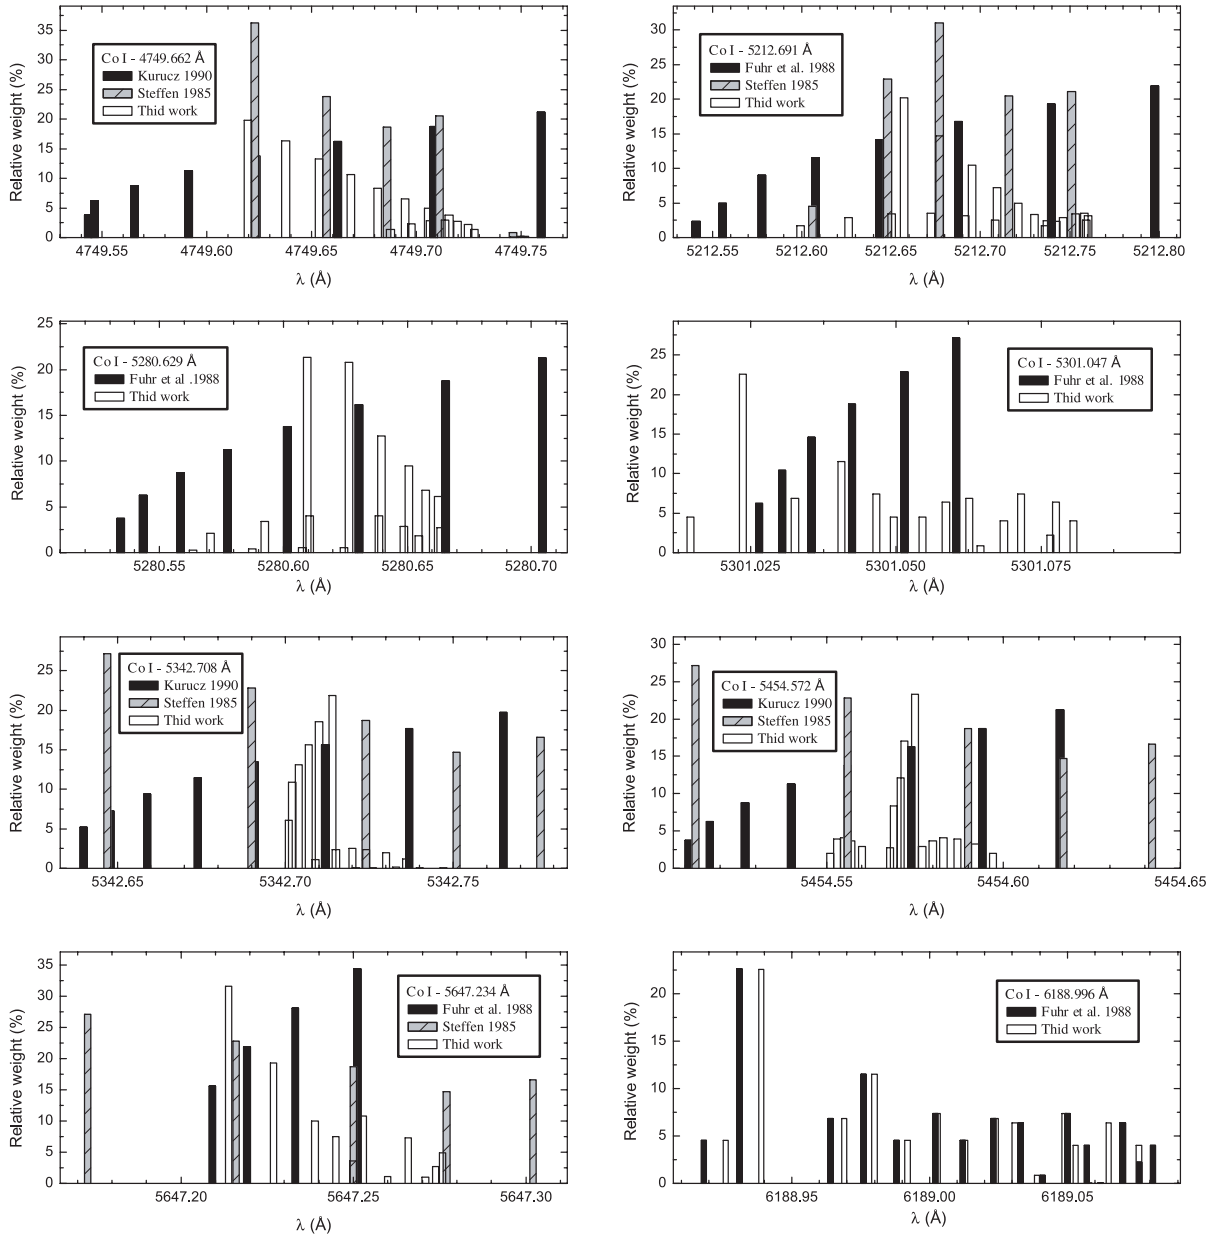 Co I - 4749.662 Å
Kurucz 1990
Steffen 1985
Thid work
Relative weight (%)
35
30
25
20
15
10
5
0
4749.55
4749.60
4749.65
4749.70
4749.75
λ (Å)
Co I - 5212.691 Å
Fuhr et al. 1988
Steffen 1985
Thid work
Relative weight (%)
30
25
20
15
10
5
0
5212.55
5212.60
5212.65
5212.70
5212.75
5212.80
λ (Å)
Co I - 5280.629 Å
Fuhr et al .1988
Thid work
Relative weight (%)
25
20
15
10
5
0
5280.55
5280.60
5280.65
5280.70
λ (Å)
Co I - 5301.047 Å
Fuhr et al. 1988
Thid work
Relative weight (%)
25
20
15
10
5
0
5301.025
5301.050
5301.075
λ (Å)
Co I - 5342.708 Å
Kurucz 1990
Steffen 1985
Thid work
Relative weight (%)
25
20
15
10
5
0
5342.65
5342.70
5342.75
λ (Å)
Co I - 5454.572 Å
Kurucz 1990
Steffen 1985
Thid work
Relative weight (%)
30
25
20
15
10
5
0
5454.55
5454.60
5454.65
λ (Å)
Co I - 5647.234 Å
Fuhr et al. 1988
Steffen 1985
Thid work
Relative weight (%)
35
30
25
20
15
10
5
0
5647.20
5647.25
5647.30
λ (Å)
Co I - 6188.996 Å
Fuhr et al. 1988
Thid work
Relative weight (%)
20
15
10
5
0
6188.95
6189.00
6189.05
λ (Å)